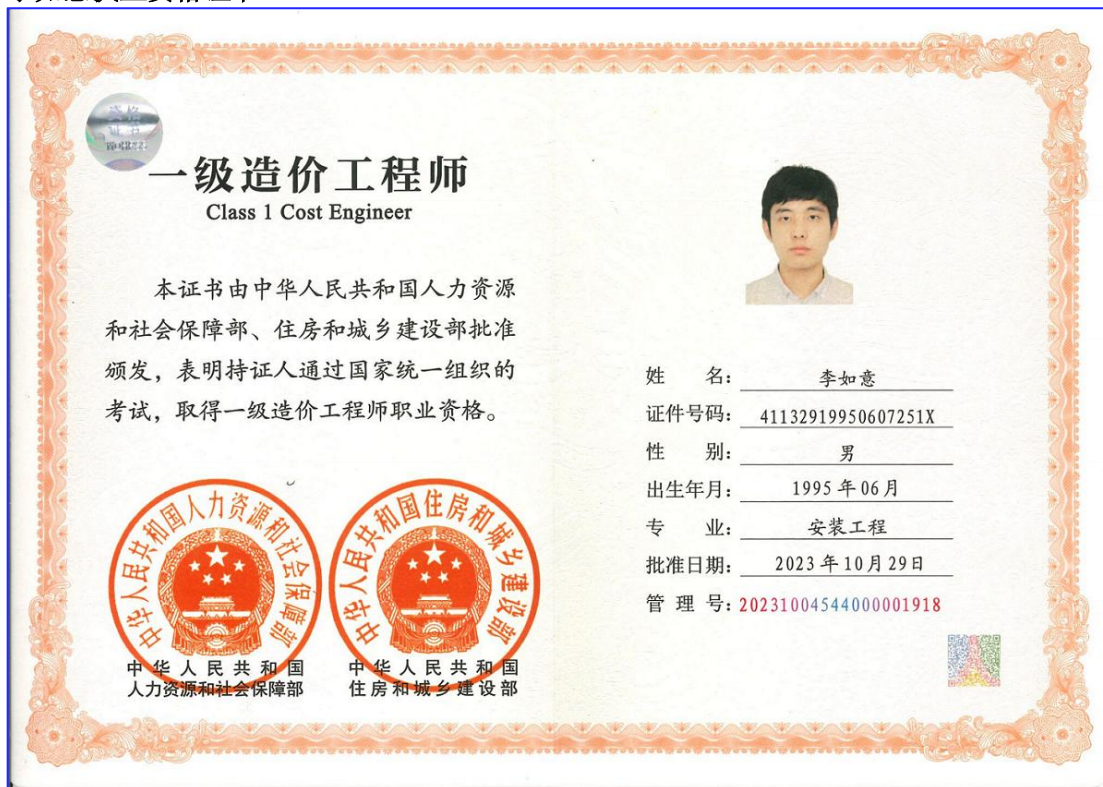 一级造价工程师
Class 1 Cost Engineer
本证书由中华人民共和国人力资源
和社会保障部、住房和城乡建设部批准
颁发，表明持证人通过国家统一组织的
考试，取得一级造价工程师职业资格。
中华人民共和国人力资源和社会保障部
中华人民共和国
人力资源和社会保障部
中华人民共和国住房和城乡建设部
中华人民共和国
住房和城乡建设部
姓 名：李如意
证件号码：41132919950607251X
性 别：男
出生年月：1995年06月
专 业：安装工程
批准日期：2023年10月29日
管 理 号：20231004544000001918